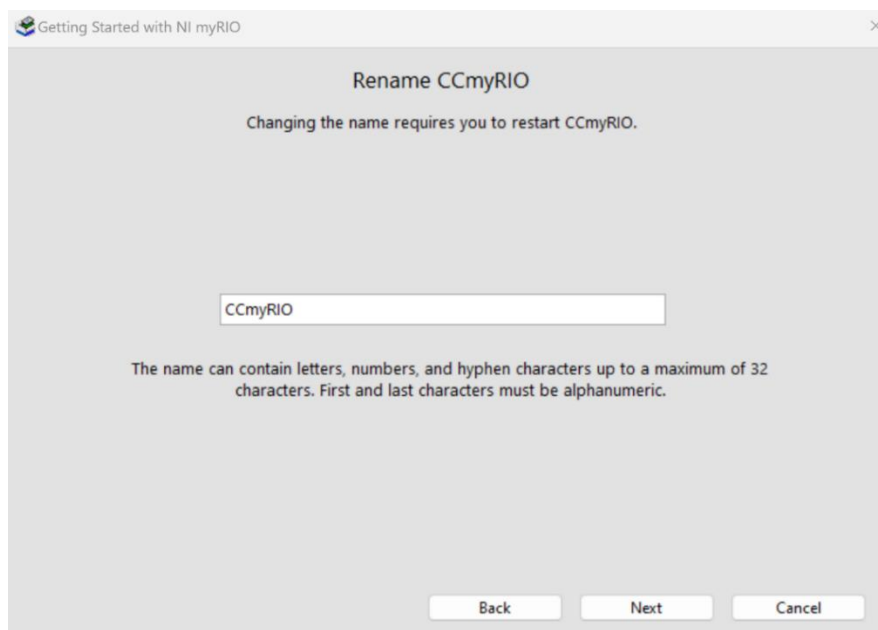 Getting Started with NI myRIO
Rename CCmyRIO
Changing the name requires you to restart CCmyRIO.
CCmyRIO
The name can contain letters, numbers, and hyphen characters up to a maximum of 32
characters. First and last characters must be alphanumeric.
Back Next Cancel